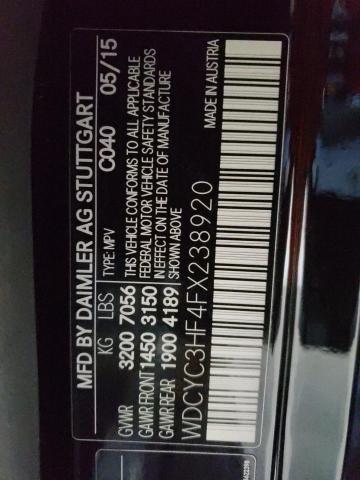 MFD BY DAIMLER AG STUTTGART
KG LBS TYPE: MPV C040 05/15
GVWR 3200 7056 THIS VEHICLE CONFORMS TO ALL APPLICABLE
GAWR FRONT 1450 3150 FEDERAL MOTOR VEHICLE SAFETY STANDARDS
GAWR REAR 1900 4189 IN EFFECT ON THE DATE OF MANUFACTURE
SHOWN ABOVE
WDCYC3HF4FX238920
MADE IN AUSTRIA